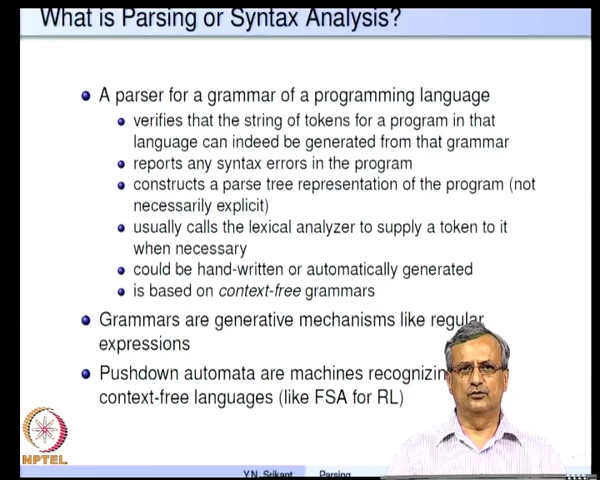 What is Parsing or Syntax Analysis?
A parser for a grammar of a programming language
verifies that the string of tokens for a program in that
language can indeed be generated from that grammar
reports any syntax errors in the program
constructs a parse tree representation of the program (not
necessarily explicit)
usually calls the lexical analyzer to supply a token to it
when necessary
could be hand-written or automatically generated
is based on context-free grammars
Grammars are generative mechanisms like regular
expressions
Pushdown automata are machines recognizin
context-free languages (like FSA for RL)
NPTEL
Y.N. Srikant Parsing